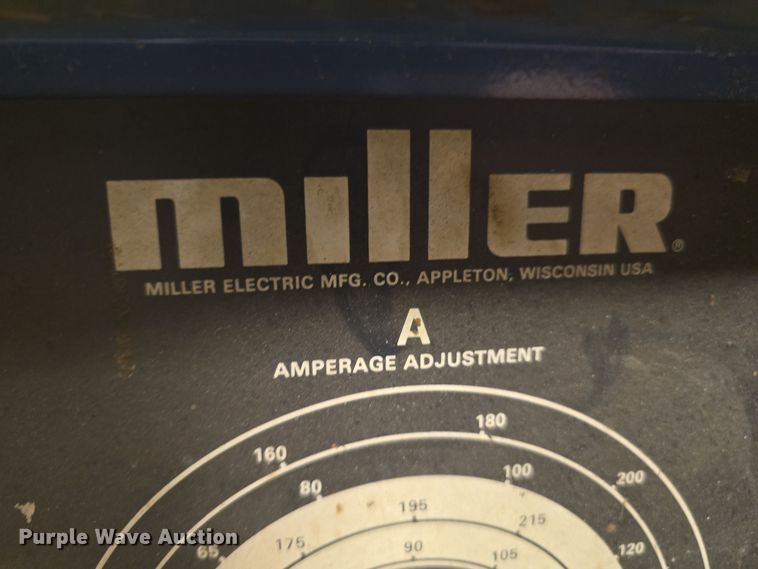 miller®
MILLER ELECTRIC MFG. CO., APPLETON, WISCONSIN USA
A
AMPERAGE ADJUSTMENT
160 180 200
80 100 120
195 215
65 175 90 105
Purple Wave Auction